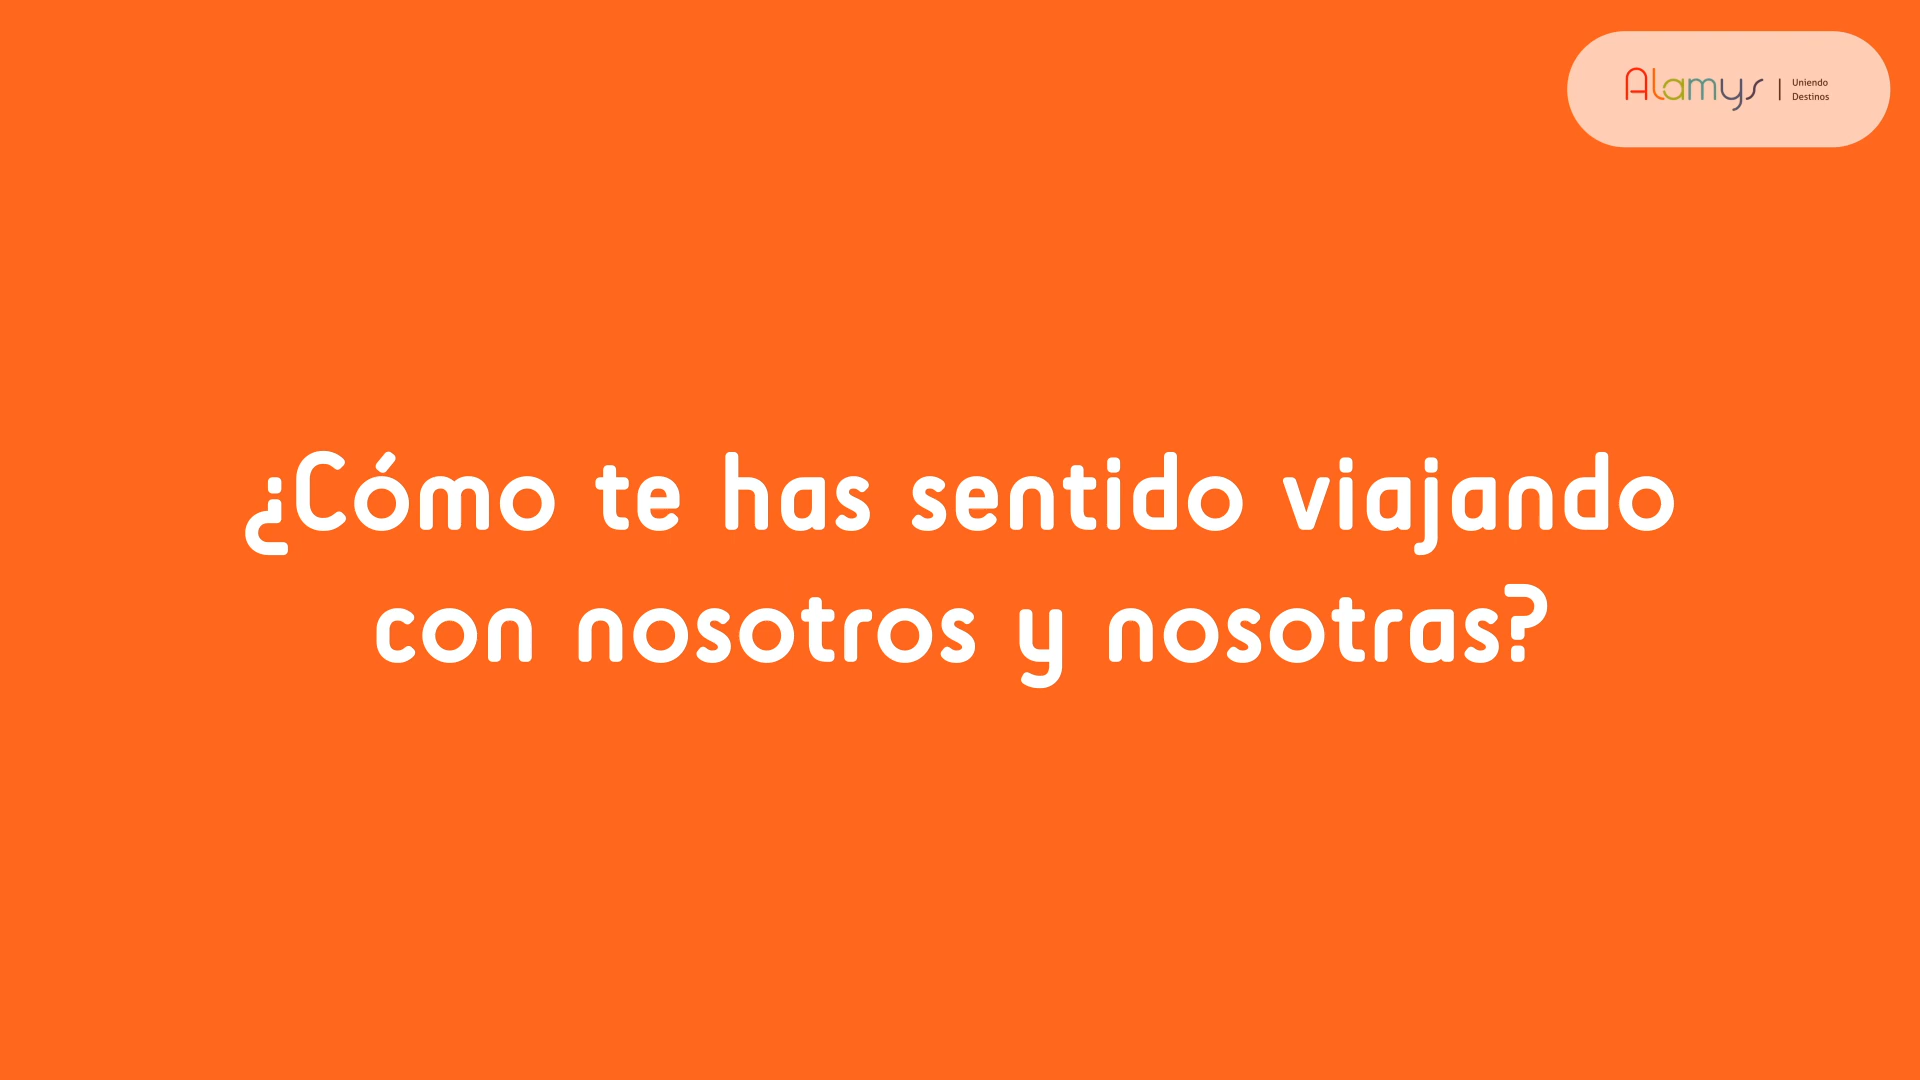 Alamys | Uniendo
Destinos
¿Cómo te has sentido viajando
con nosotros y nosotras?